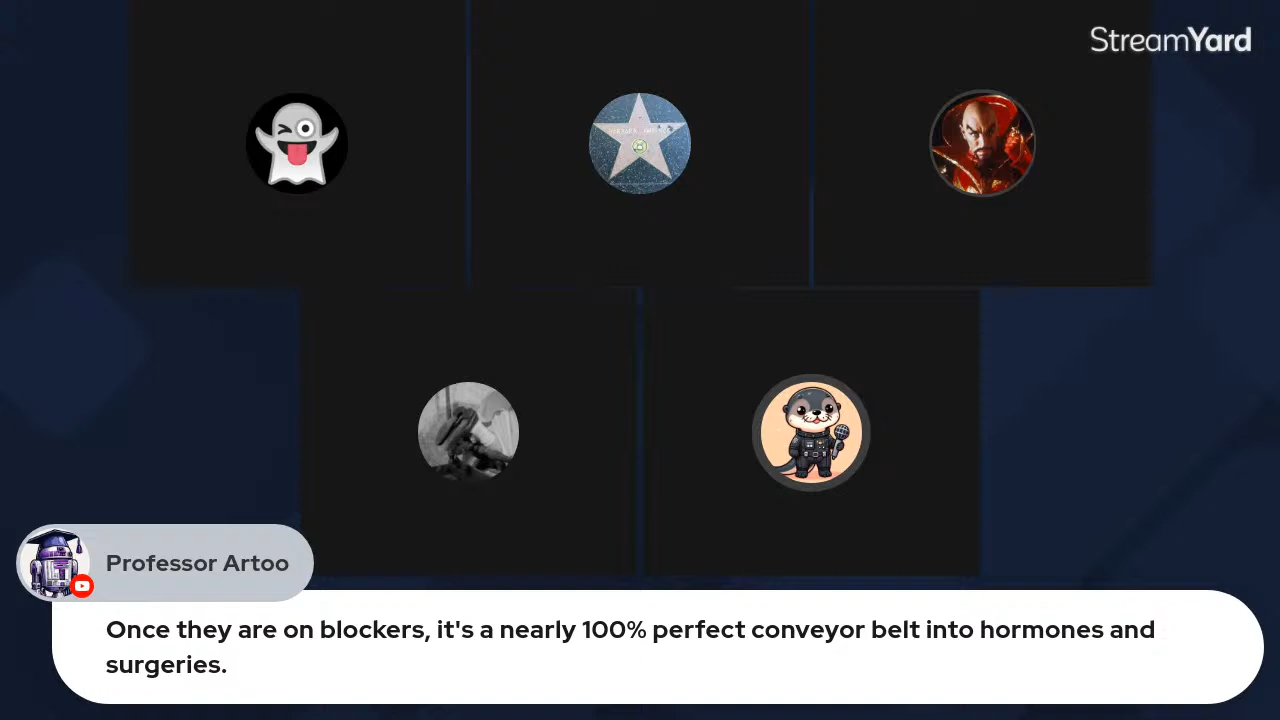 StreamYard
Professor Artoo
Once they are on blockers, it's a nearly 100% perfect conveyor belt into hormones and
surgeries.